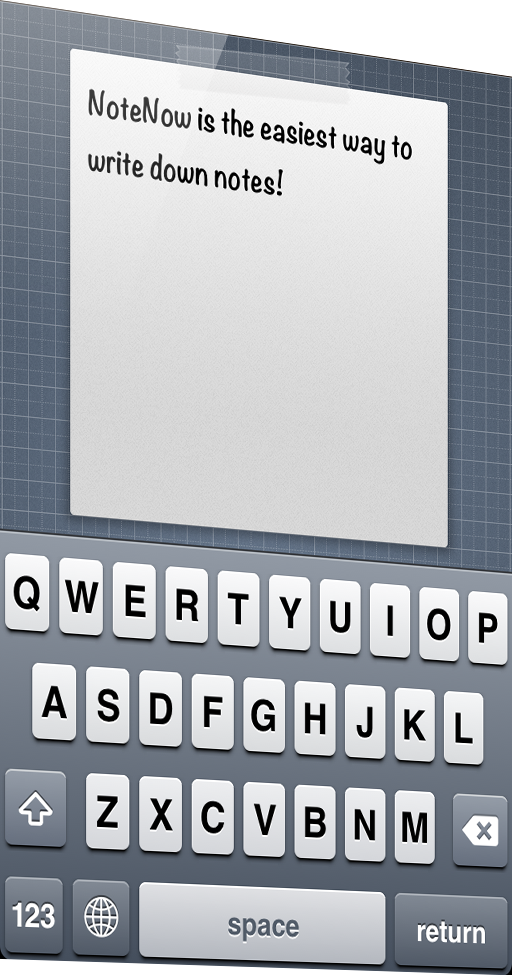 NoteNow is the easiest way to
write down notes!
Q W E R T Y U I O P
A S D F G H J K L
Z X C V B N M
123 space return